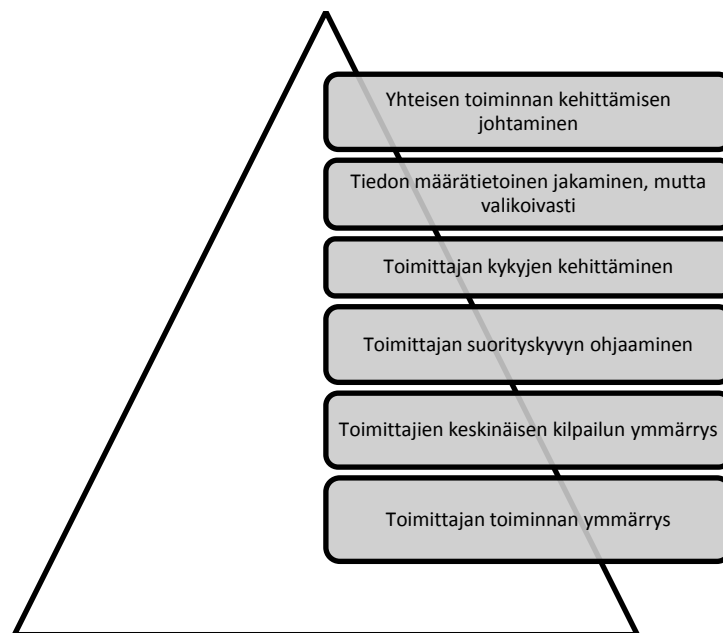 Yhteisen toiminnan kehittämisen
johtaminen
Tiedon määrätietoinen jakaminen, mutta
valikoivasti
Toimittajan kykyjen kehittäminen
Toimittajan suorityskyvyn ohjaaminen
Toimittajien keskinäisen kilpailun ymmärrys
Toimittajan toiminnan ymmärrys